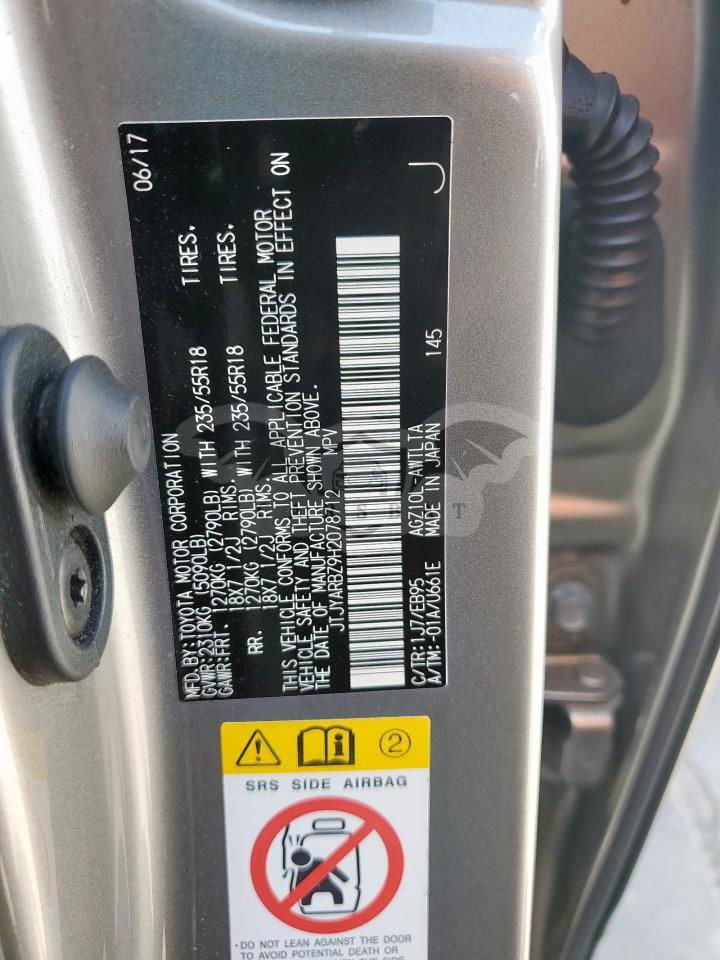 MFD.BY:TOYOTA MOTOR CORPORATION 06/17
GVWR:2310KG (5090LB)
GAWR:FRT. 1270KG (2790LB) WITH 235/55R18 TIRES.
18X7 1/2J RIMS.
RR. 1270KG (2790LB) WITH 235/55R18 TIRES.
18X7 1/2J RIMS.
THIS VEHICLE CONFORMS TO ALL APPLICABLE FEDERAL MOTOR
VEHICLE SAFETY AND THEFT PREVENTION STANDARDS IN EFFECT ON
THE DATE OF MANUFACTURE SHOWN ABOVE.
JTJYARBZ9H2078712 MPV
C/TR:1J7/EB95 AGZ10L-AWTLTA 145 J
A/TM:-01A/U661E MADE IN JAPAN
2
SRS SIDE AIRBAG
• DO NOT LEAN AGAINST THE DOOR
TO AVOID POTENTIAL DEATH OR